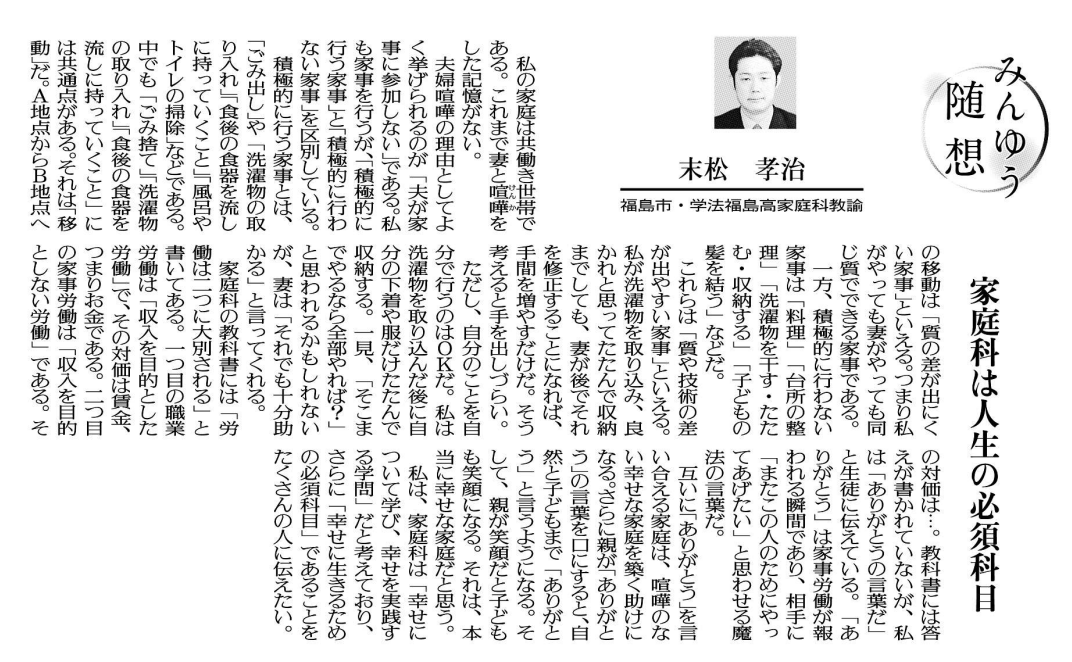 みんゆう
随想
末松 孝治
福島市・学法福島高家庭科教諭
家庭科は人生の必須科目
私の家庭は共働き世帯で
ある。これまで妻と喧嘩を
けんか
した記憶がない。
夫婦喧嘩の理由としてよ
く挙げられるのが「夫が家
事に参加しない」である。私
も家事を行うが、「積極的に
行う家事」と「積極的に行わ
ない家事」を区別している。
積極的に行う家事とは、
「ごみ出し」や「洗濯物の取
り入れ」「食後の食器を流し
に持っていくこと」「風呂や
トイレの掃除」などである。
中でも「ごみ捨て」「洗濯物
の取り入れ」「食後の食器を
流しに持っていくこと」に
は共通点がある。それは「移
動」だ。A地点からB地点へ
の移動は「質の差が出にく
い家事」といえる。つまり私
がやっても妻がやっても同
じ質でできる家事である。
一方、積極的に行わない
家事は「料理」「台所の整
理」「洗濯物を干す・たた
む・収納する」「子どもの
髪を結う」などだ。
これらは「質や技術の差
が出やすい家事」といえる。
私が洗濯物を取り込み、良
かれと思ってたたんで収納
までしても、妻が後でそれ
を修正することになれば、
手間を増やすだけだ。そう
考えると手を出しづらい。
ただし、自分のことを自
分で行うのはOKだ。私は
洗濯物を取り込んだ後に自
分の下着や服だけたたんで
収納する。一見、「そこま
でやるなら全部やれば？」
と思われるかもしれない
が、妻は「それでも十分助
かる」と言ってくれる。
家庭科の教科書には「労
働は二つに大別される」と
書いてある。一つ目の職業
労働は「収入を目的とした
労働」で、その対価は賃金、
つまりお金である。二つ目
の家事労働は「収入を目的
としない労働」である。そ
の対価は…。教科書には答
えが書かれていないが、私
は「ありがとうの言葉だ」
と生徒に伝えている。「あ
りがとう」は家事労働が報
われる瞬間であり、相手に
「またこの人のためにやっ
てあげたい」と思わせる魔
法の言葉だ。
互いに「ありがとう」を言
い合える家庭は、喧嘩のな
い幸せな家庭を築く助けに
なる。さらに親が「ありがと
う」の言葉を口にすると、自
然と子どもまで「ありがと
う」と言うようになる。そ
して、親が笑顔だと子ども
も笑顔になる。それは、本
当に幸せな家庭だと思う。
私は、家庭科は「幸せに
ついて学び、幸せを実践す
る学問」だと考えており、
さらに「幸せに生きるため
の必須科目」であることを
たくさんの人に伝えたい。